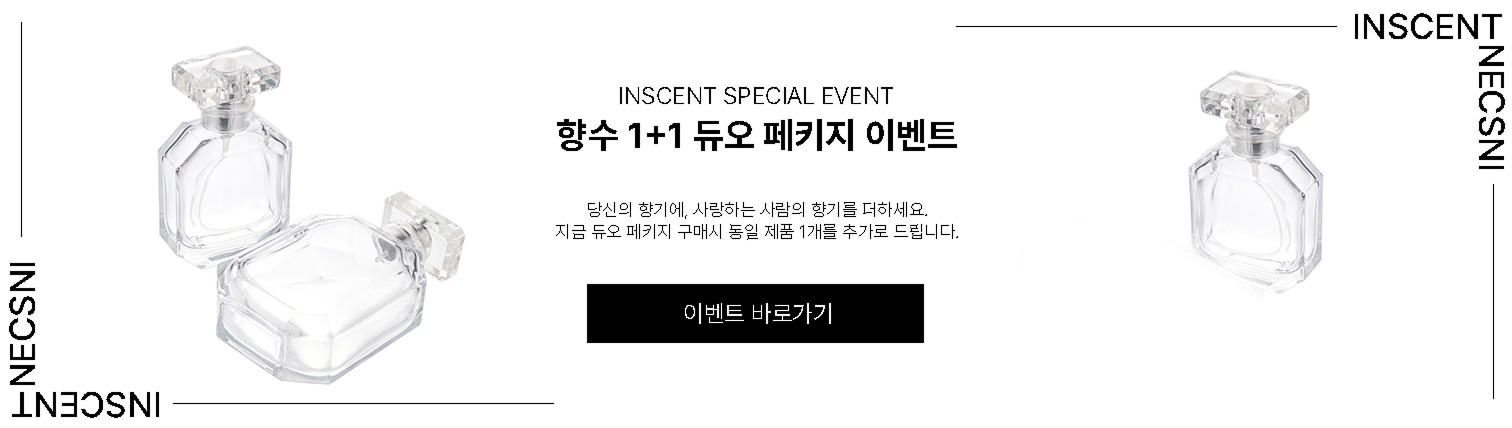 INSCENT
NECSNI
INSCENT SPECIAL EVENT
향수 1+1 듀오 페키지 이벤트
당신의 향기에, 사랑하는 사람의 향기를 더하세요.
지금 듀오 페키지 구매시 동일 제품 1개를 추가로 드립니다.
이벤트 바로가기
NECSNI
INSCENT